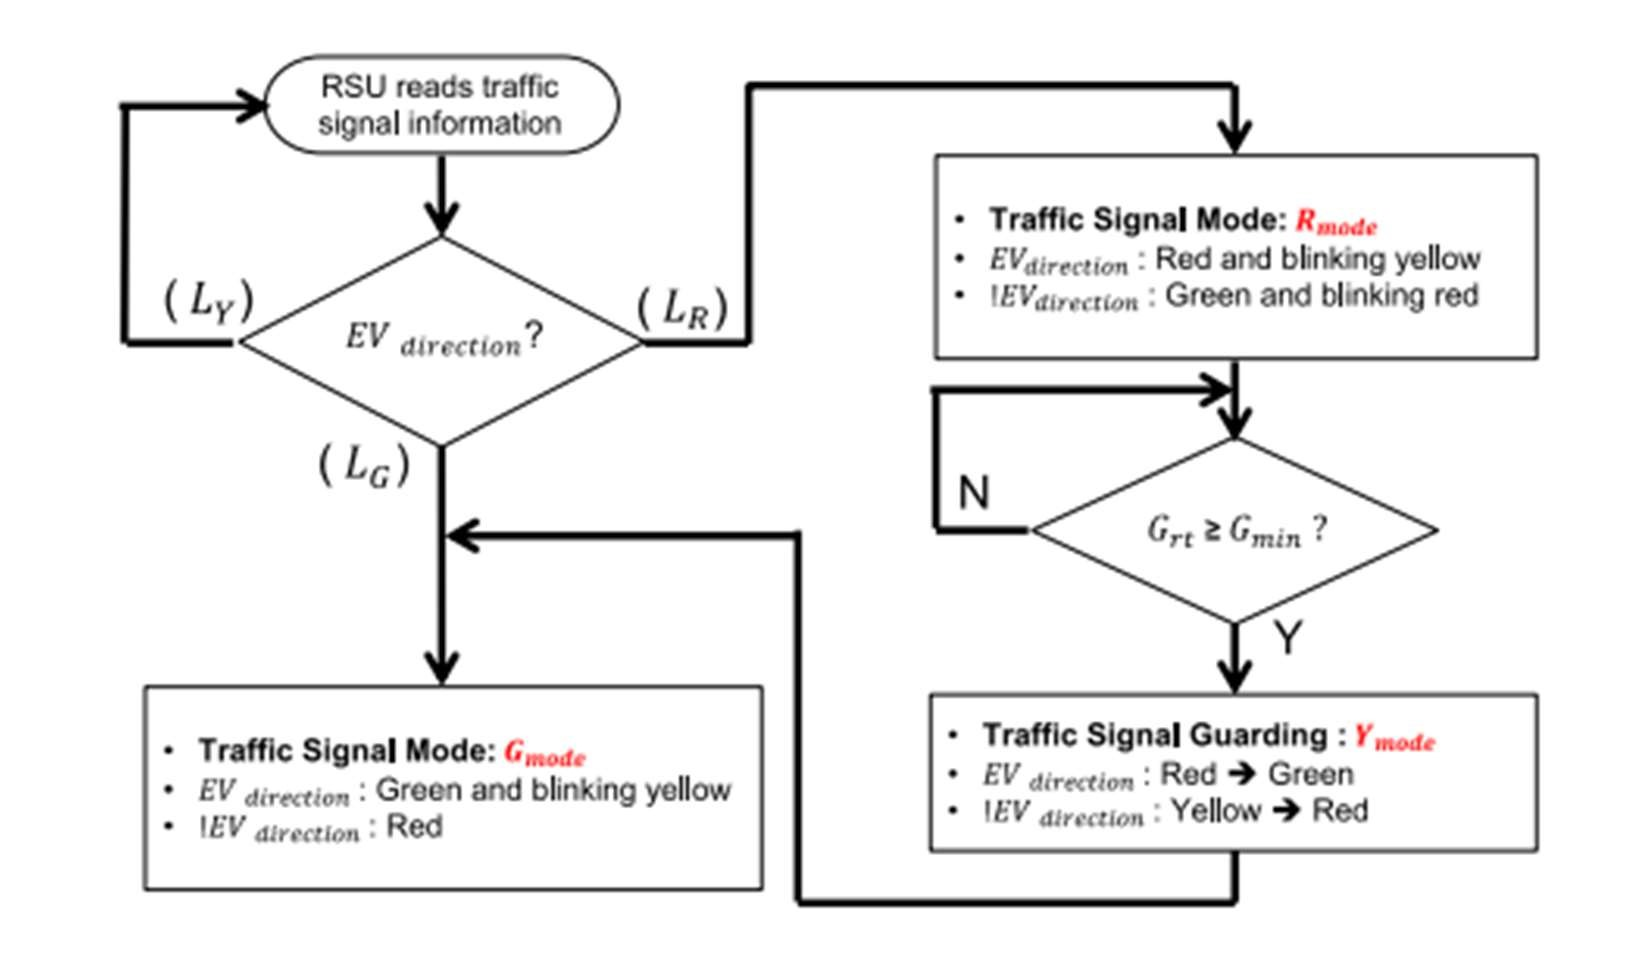 RSU reads traffic
signal information
(L_Y)
EV direction?
(L_R)
(L_G)
• Traffic Signal Mode: R_mode
• EV_direction : Red and blinking yellow
• !EV_direction : Green and blinking red
N
G_rt ≥ G_min ?
Y
• Traffic Signal Guarding : Y_mode
• EV direction : Red ➔ Green
• !EV direction : Yellow ➔ Red
• Traffic Signal Mode: G_mode
• EV direction : Green and blinking yellow
• !EV direction : Red